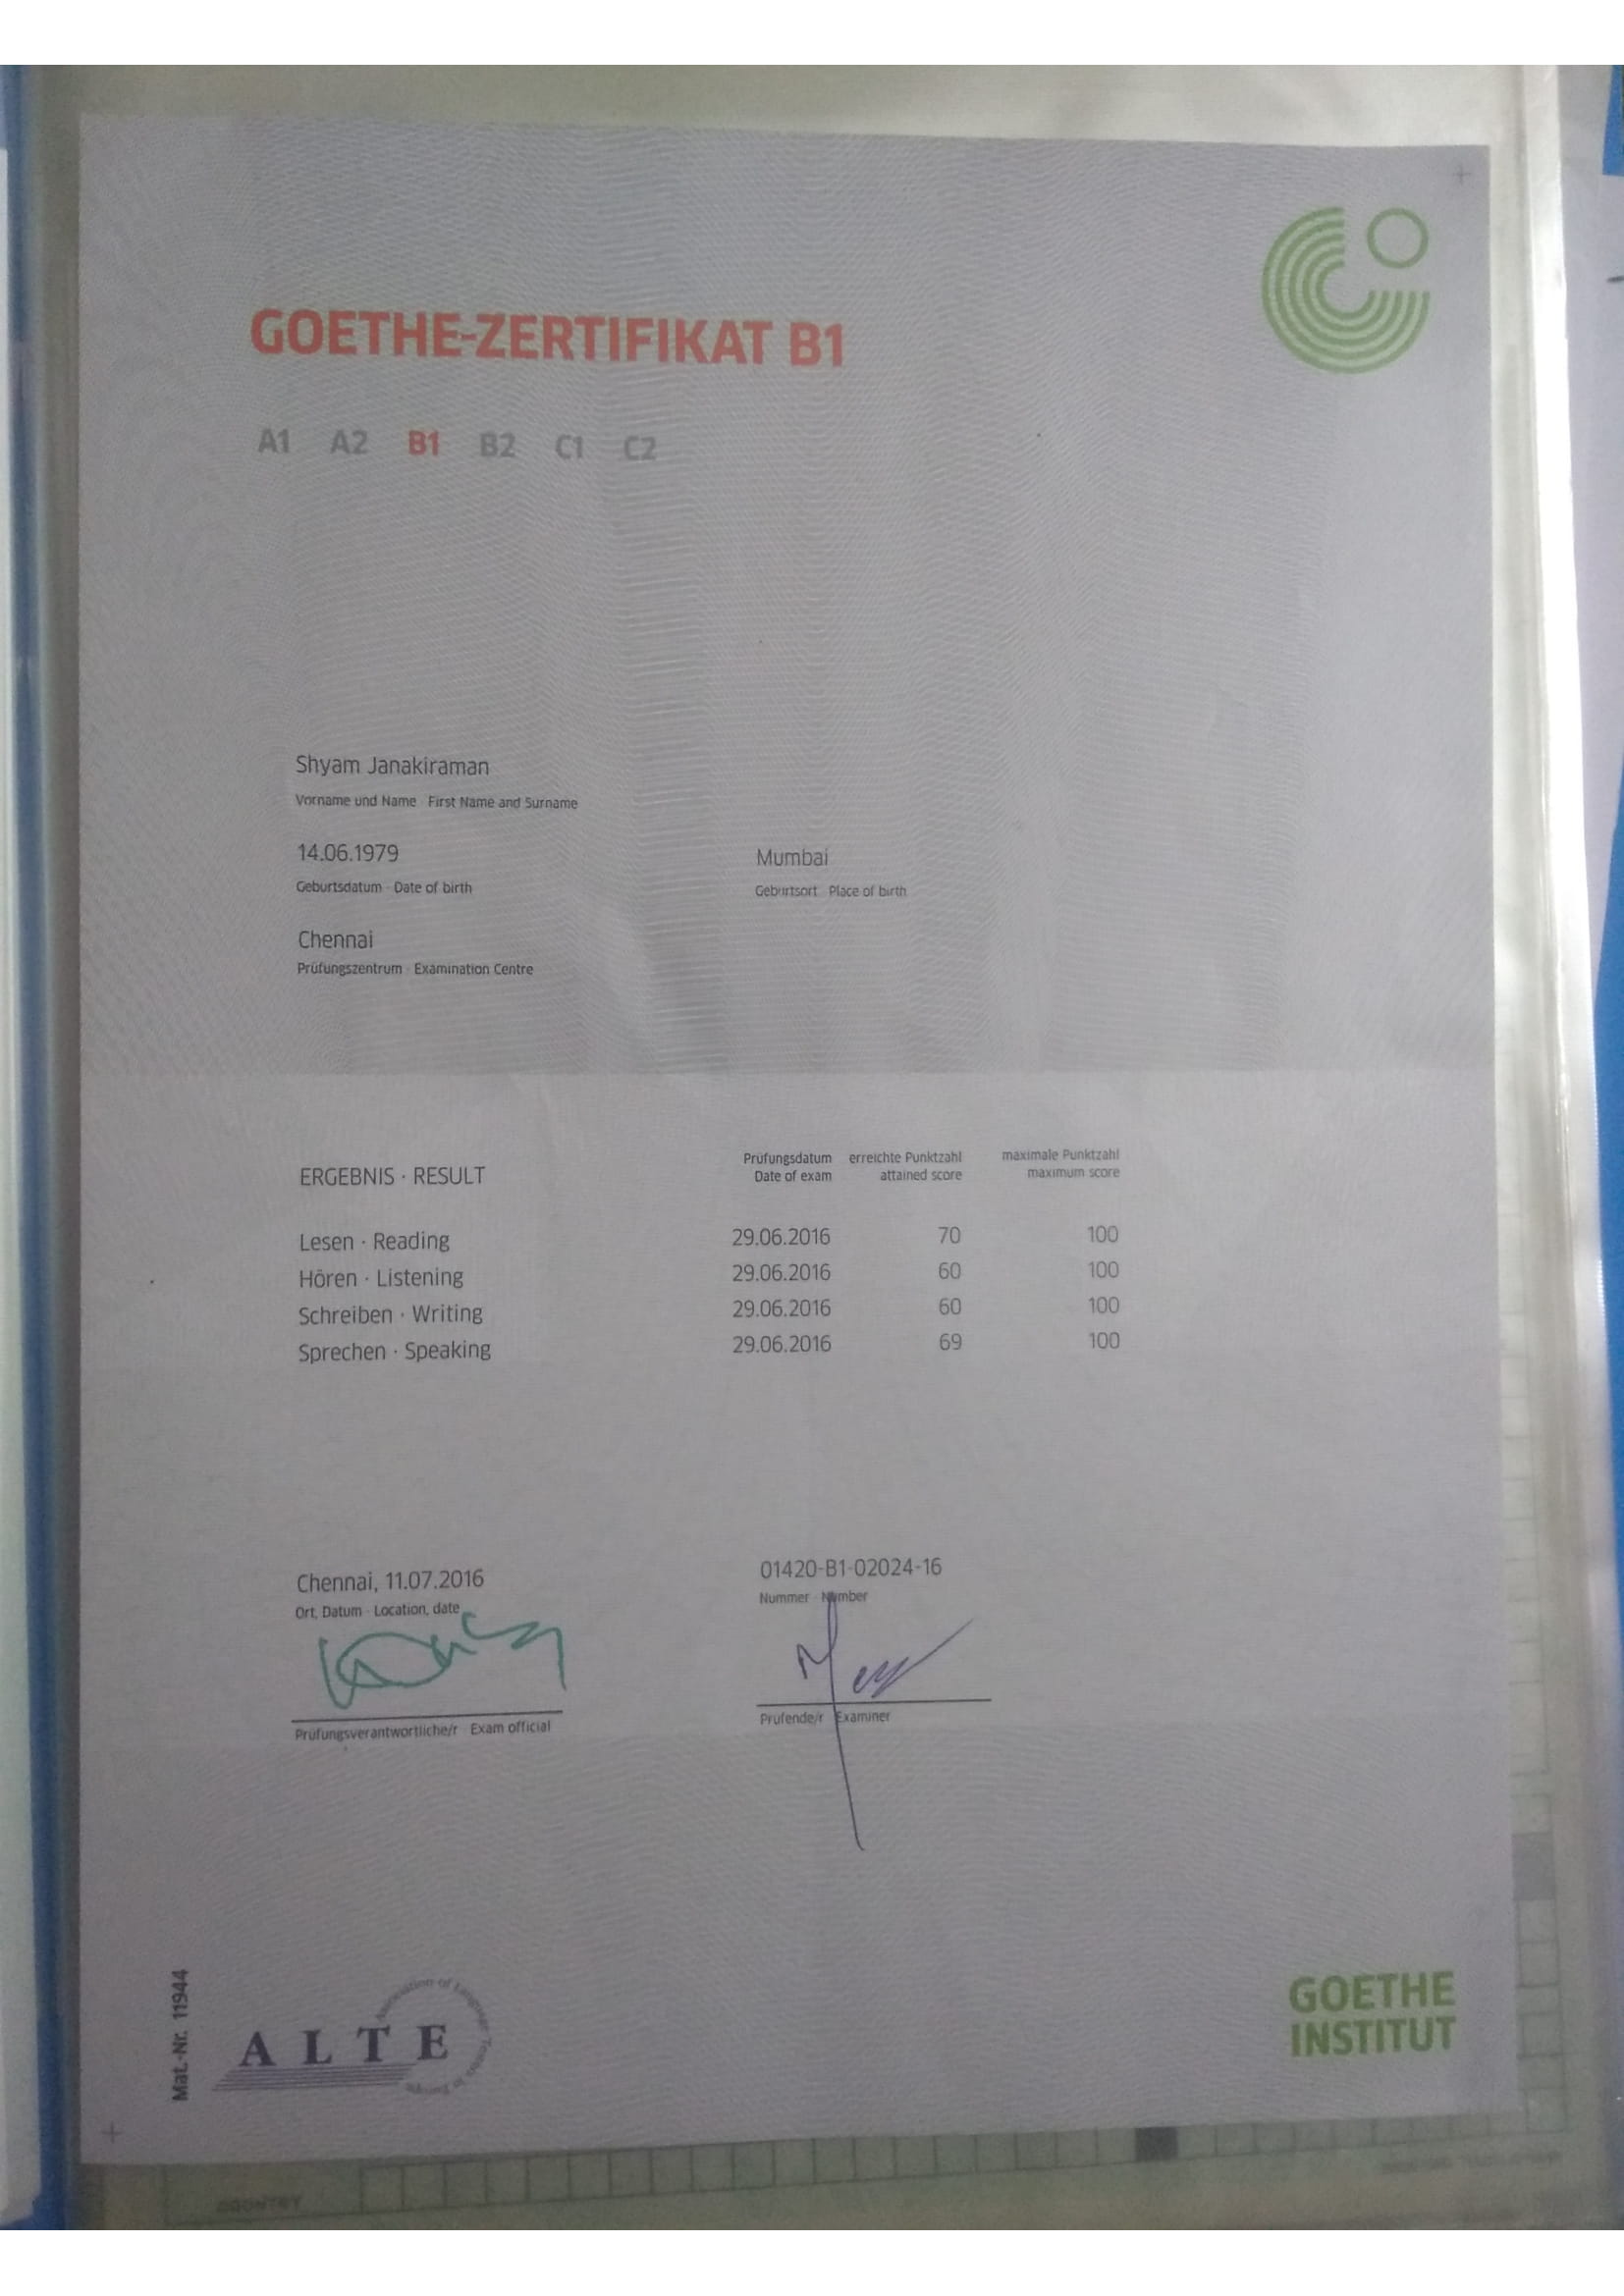 GOETHE-ZERTIFIKAT B1
A1 A2 B1 B2 C1 C2
Shyam Janakiraman
Vorname und Name · First Name and Surname
14.06.1979 Mumbai
Geburtsdatum · Date of birth Geburtsort · Place of birth
Chennai
Prüfungszentrum · Examination Centre
ERGEBNIS · RESULT
Prüfungsdatum erreichte Punktzahl maximale Punktzahl
Date of exam attained score maximum score
Lesen · Reading 29.06.2016 70 100
Hören · Listening 29.06.2016 60 100
Schreiben · Writing 29.06.2016 60 100
Sprechen · Speaking 29.06.2016 69 100
Chennai, 11.07.2016 01420-B1-02024-16
Ort, Datum · Location, date Nummer · Number
Prüfungsverantwortliche/r · Exam official Prüfende/r · Examiner
Mat.-Nr. 11944
ALTE
GOETHE
INSTITUT
COUNTRY